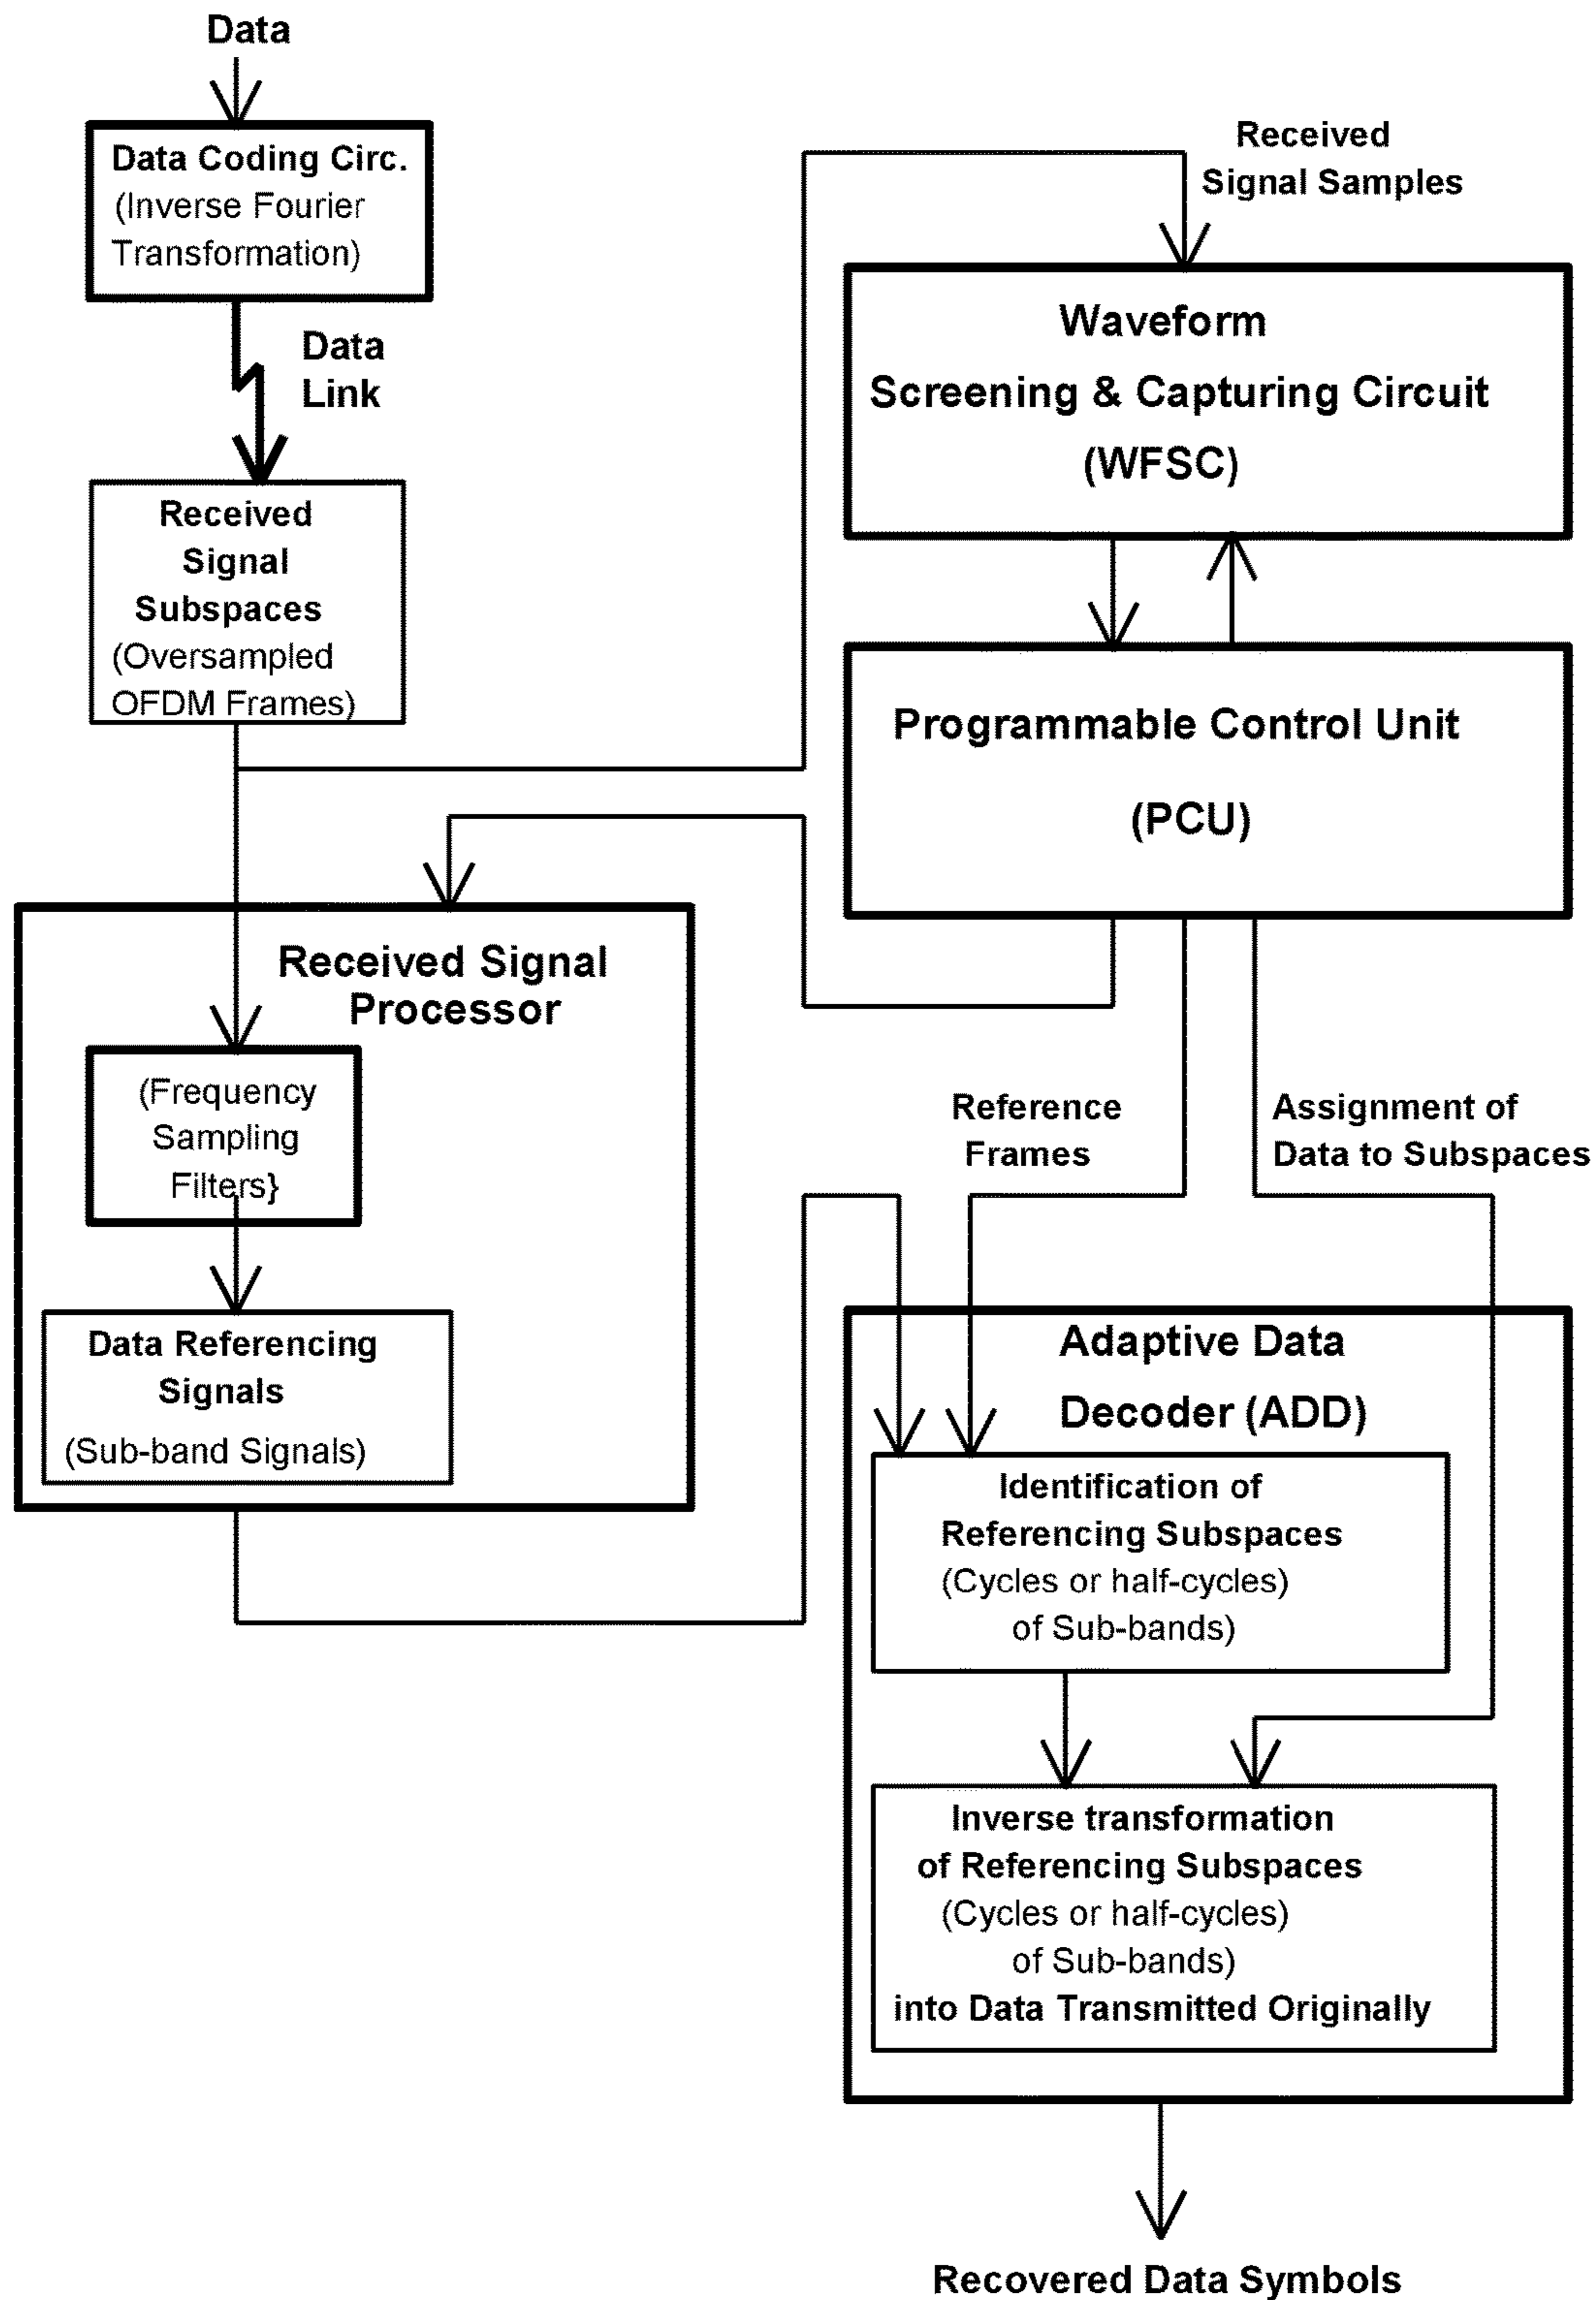 Data
Data Coding Circ.
(Inverse Fourier
Transformation)
Data
Link
Received
Signal
Subspaces
(Oversampled
OFDM Frames)
Received
Signal Samples
Waveform
Screening & Capturing Circuit
(WFSC)
Programmable Control Unit
(PCU)
Received Signal
Processor
(Frequency
Sampling
Filters}
Data Referencing
Signals
(Sub-band Signals)
Reference
Frames
Assignment of
Data to Subspaces
Adaptive Data
Decoder (ADD)
Identification of
Referencing Subspaces
(Cycles or half-cycles)
of Sub-bands)
Inverse transformation
of Referencing Subspaces
(Cycles or half-cycles)
of Sub-bands)
into Data Transmitted Originally
Recovered Data Symbols